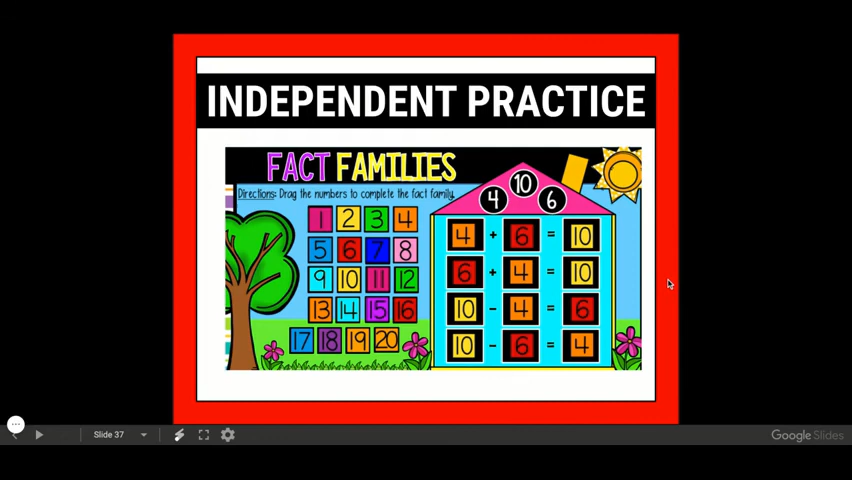 INDEPENDENT PRACTICE
FACT FAMILIES
Directions: Drag the numbers to complete the fact family.
1 2 3 4
5 6 7 8
9 10 11 12
13 14 15 16
17 18 19 20
10
4 6
4 + 6 = 10
6 + 4 = 10
10 - 4 = 6
10 - 6 = 4
Slide 37
Google Slides